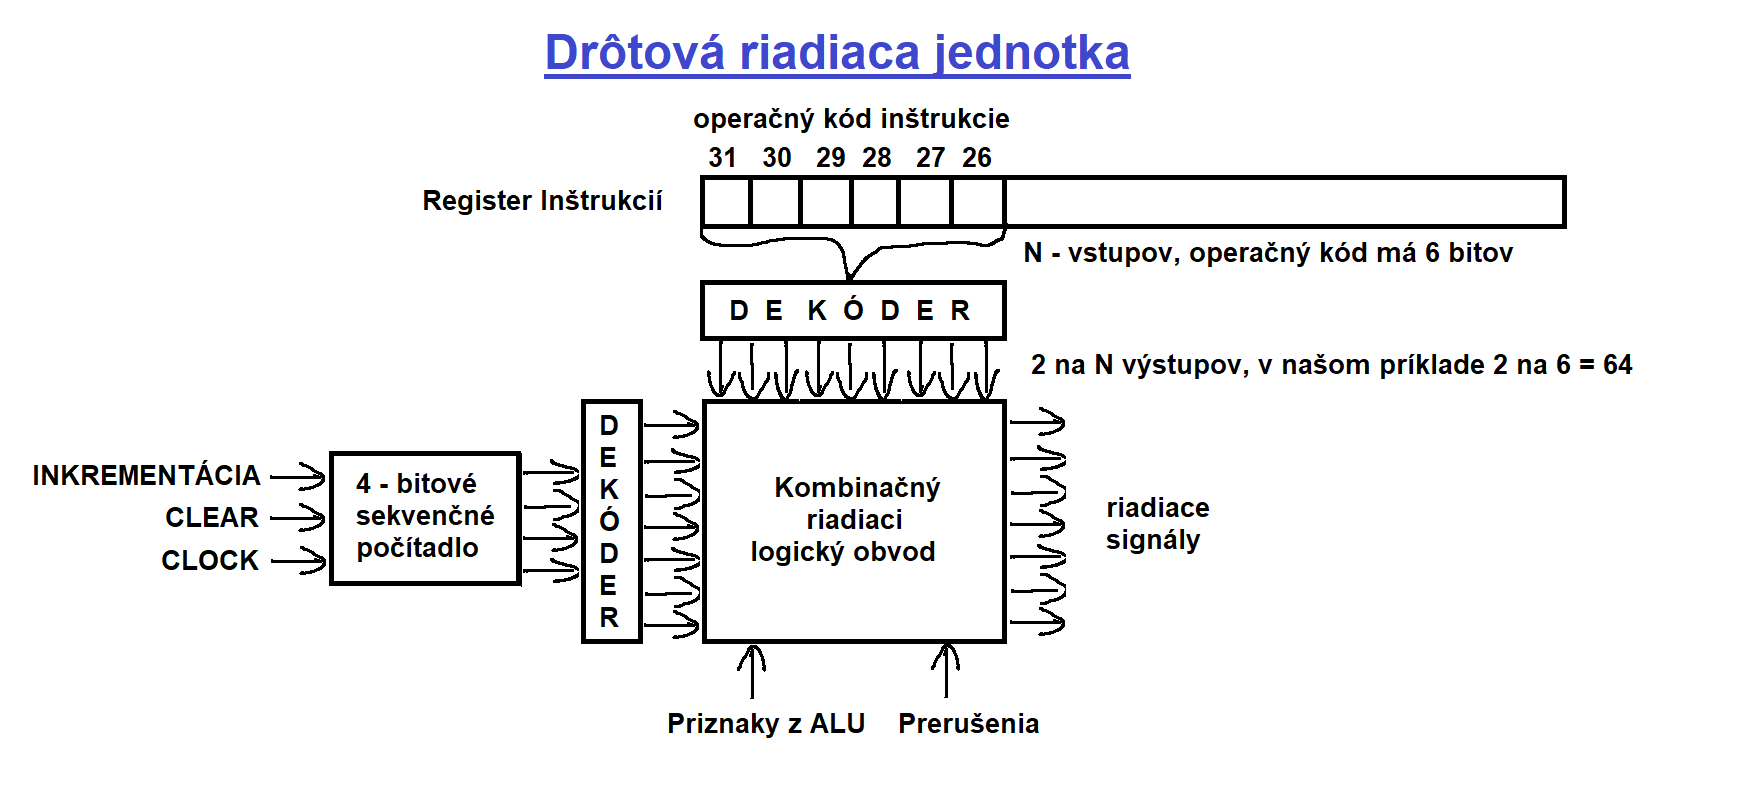 Drôtová riadiaca jednotka
operačný kód inštrukcie
31 30 29 28 27 26
Register Inštrukcií
N - vstupov, operačný kód má 6 bitov
D E K Ó D E R
2 na N výstupov, v našom príklade 2 na 6 = 64
D
E
K
Ó
D
E
R
INKREMENTÁCIA
CLEAR
CLOCK
4 - bitové
sekvenčné
počítadlo
Kombinačný
riadiaci
logický obvod
riadiace
signály
Priznaky z ALU
Prerušenia